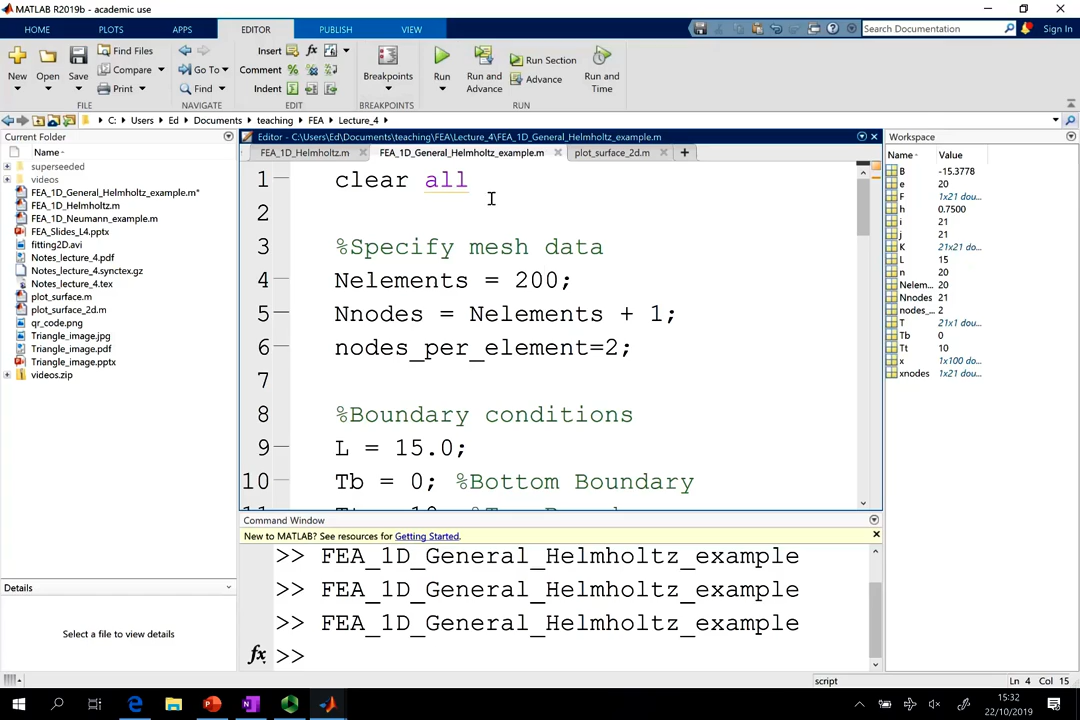 MATLAB R2019b - academic use
HOME PLOTS APPS EDITOR PUBLISH VIEW Search Documentation Sign In
New Open Save Find Files Compare Print Go To Find Insert fx Comment % Indent Breakpoints Run Run and Advance Run Section Advance Run and Time
FILE NAVIGATE EDIT BREAKPOINTS RUN
C: Users Ed Documents teaching FEA Lecture_4
Current Folder
Name
superseeded
videos
FEA_1D_General_Helmholtz_example.m*
FEA_1D_Helmholtz.m
FEA_1D_Neumann_example.m
FEA_Slides_L4.pptx
fitting2D.avi
Notes_lecture_4.pdf
Notes_lecture_4.synctex.gz
Notes_lecture_4.tex
plot_surface.m
plot_surface_2d.m
qr_code.png
Triangle_image.jpg
Triangle_image.pdf
Triangle_image.pptx
videos.zip
Details
Select a file to view details
Editor - C:\Users\Ed\Documents\teaching\FEA\Lecture_4\FEA_1D_General_Helmholtz_example.m
FEA_1D_Helmholtz.m FEA_1D_General_Helmholtz_example.m plot_surface_2d.m
1 clear all
2
3 %Specify mesh data
4 Nelements = 200;
5 Nnodes = Nelements + 1;
6 nodes_per_element=2;
7
8 %Boundary conditions
9 L = 15.0;
10 Tb = 0; %Bottom Boundary
Command Window
New to MATLAB? See resources for Getting Started.
>> FEA_1D_General_Helmholtz_example
>> FEA_1D_General_Helmholtz_example
>> FEA_1D_General_Helmholtz_example
fx >>
Workspace
Name Value
B -15.3778
e 20
F 1x21 dou...
h 0.7500
i 21
j 21
K 21x21 do...
L 15
n 20
Nelem... 20
Nnodes 21
nodes_... 2
T 21x1 dou...
Tb 0
Tt 10
x 1x100 do...
xnodes 1x21 dou...
script Ln 4 Col 15
15:32
22/10/2019